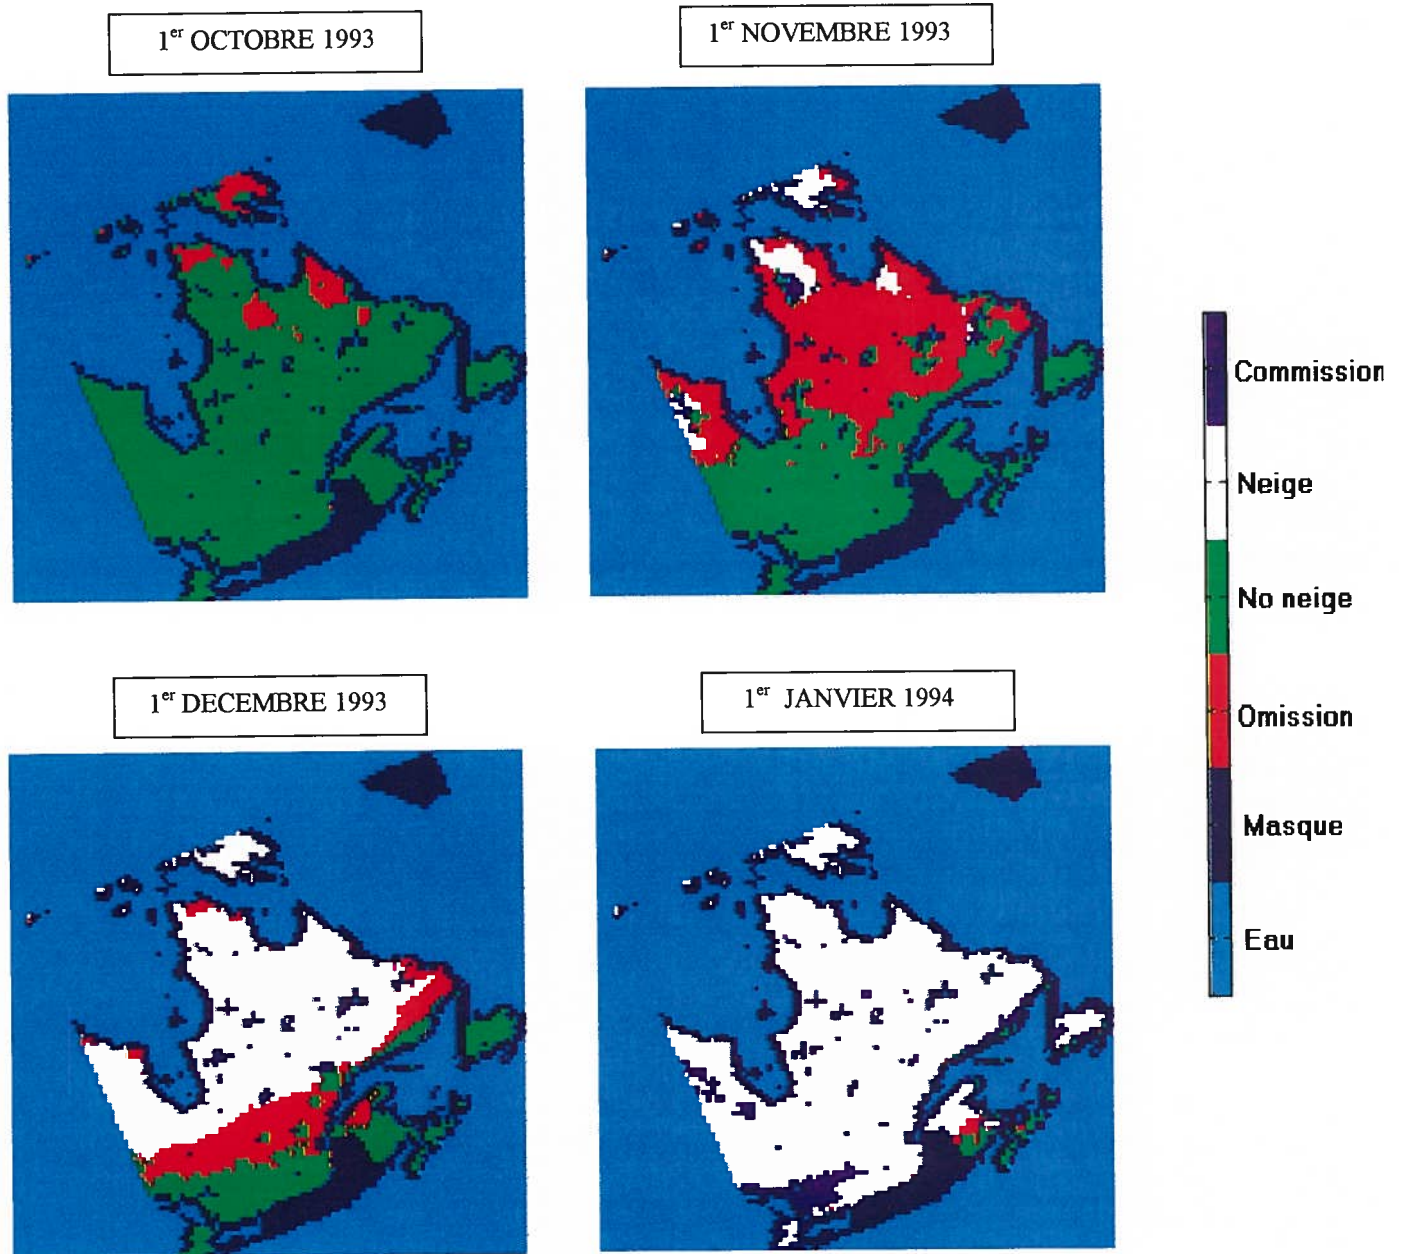 1er OCTOBRE 1993
1er NOVEMBRE 1993
Commission
Neige
No neige
Omission
Masque
Eau
1er DECEMBRE 1993
1er JANVIER 1994